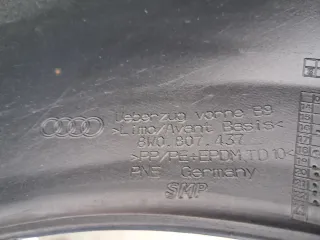 Ueberzug vorne B9
>Limo/Avant Basis<
8W0.807.437
>PP/PE+EPDM.TD10<
PNE Germany
SMP